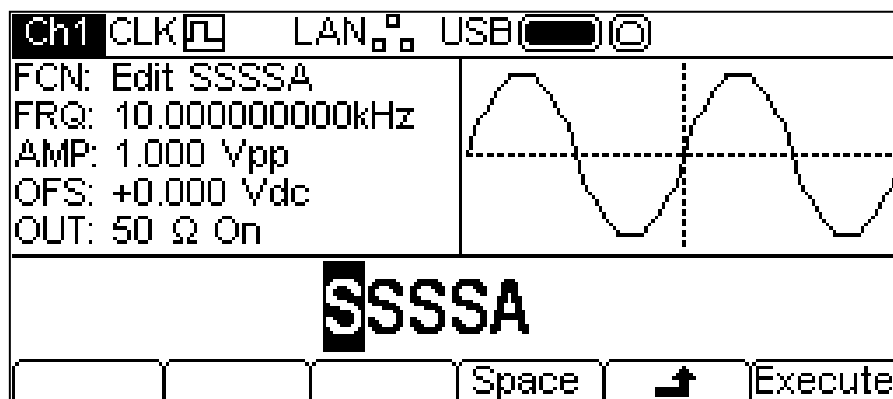 Ch1 CLK LAN USB
FCN: Edit SSSSA
FRQ: 10.000000000kHz
AMP: 1.000 Vpp
OFS: +0.000 Vdc
OUT: 50 Ω On
SSSSA
Space Execute